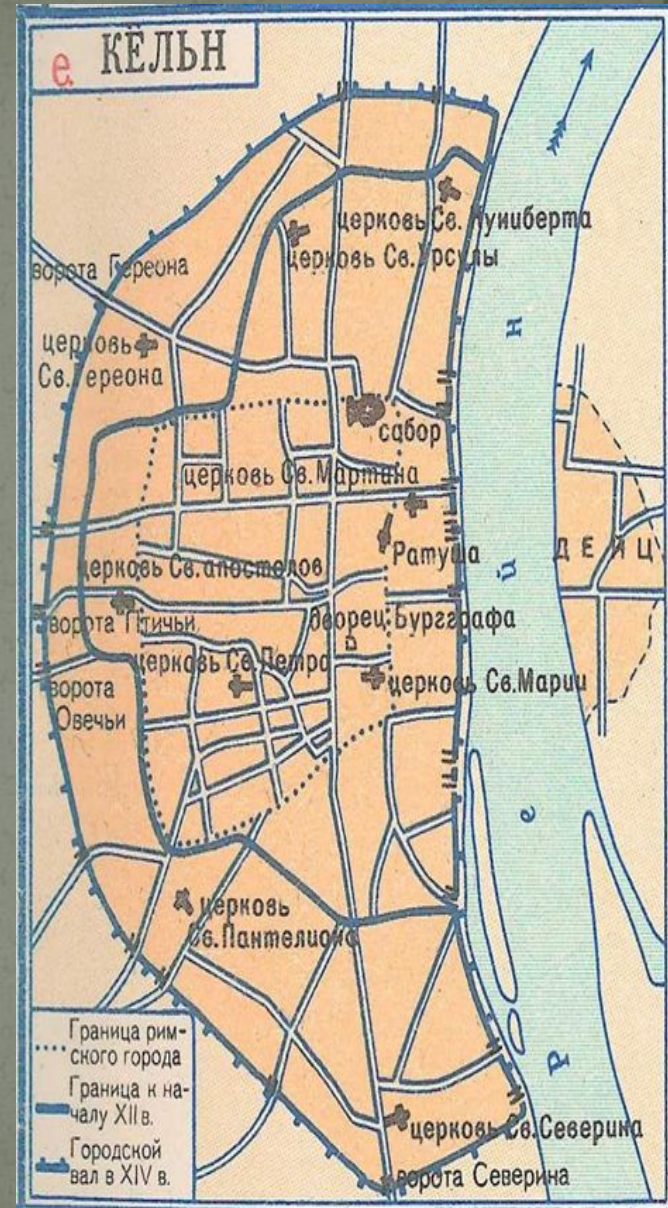 е КЁЛЬН
церковь Св. Куниберта
церковь Св. Урсулы
ворота Гереона
церковь
Св. Гереона
сабор
церковь Св. Мартина
Ратуша
ДЕЙЦ
церковь Св. апостолов
ворота Птичьи
дворец Бургграфа
церковь Св. Петра
церковь Св. Марии
ворота
Овечьи
церковь
Св. Пантелиона
Рейн
Граница рим-
ского города
Граница к на-
чалу XII в.
Городской
вал в XIV в.
церковь Св. Северина
ворота Северина